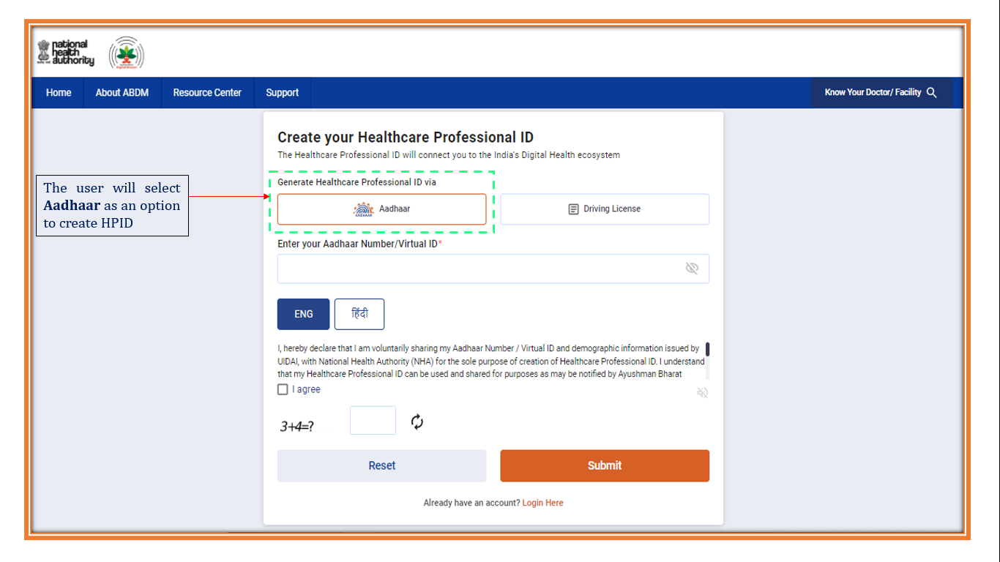 national
health
authority
Home
About ABDM
Resource Center
Support
Know Your Doctor/ Facility
Create your Healthcare Professional ID
The Healthcare Professional ID will connect you to the India's Digital Health ecosystem
The user will select
Aadhaar as an option
to create HPID
Generate Healthcare Professional ID via
AADHAAR
Aadhaar
Driving License
Enter your Aadhaar Number/Virtual ID*
ENG
हिंदी
I, hereby declare that I am voluntarily sharing my Aadhaar Number / Virtual ID and demographic information issued by
UIDAI, with National Health Authority (NHA) for the sole purpose of creation of Healthcare Professional ID. I understand
that my Healthcare Professional ID can be used and shared for purposes as may be notified by Ayushman Bharat
I agree
3+4=?
Reset
Submit
Already have an account? Login Here